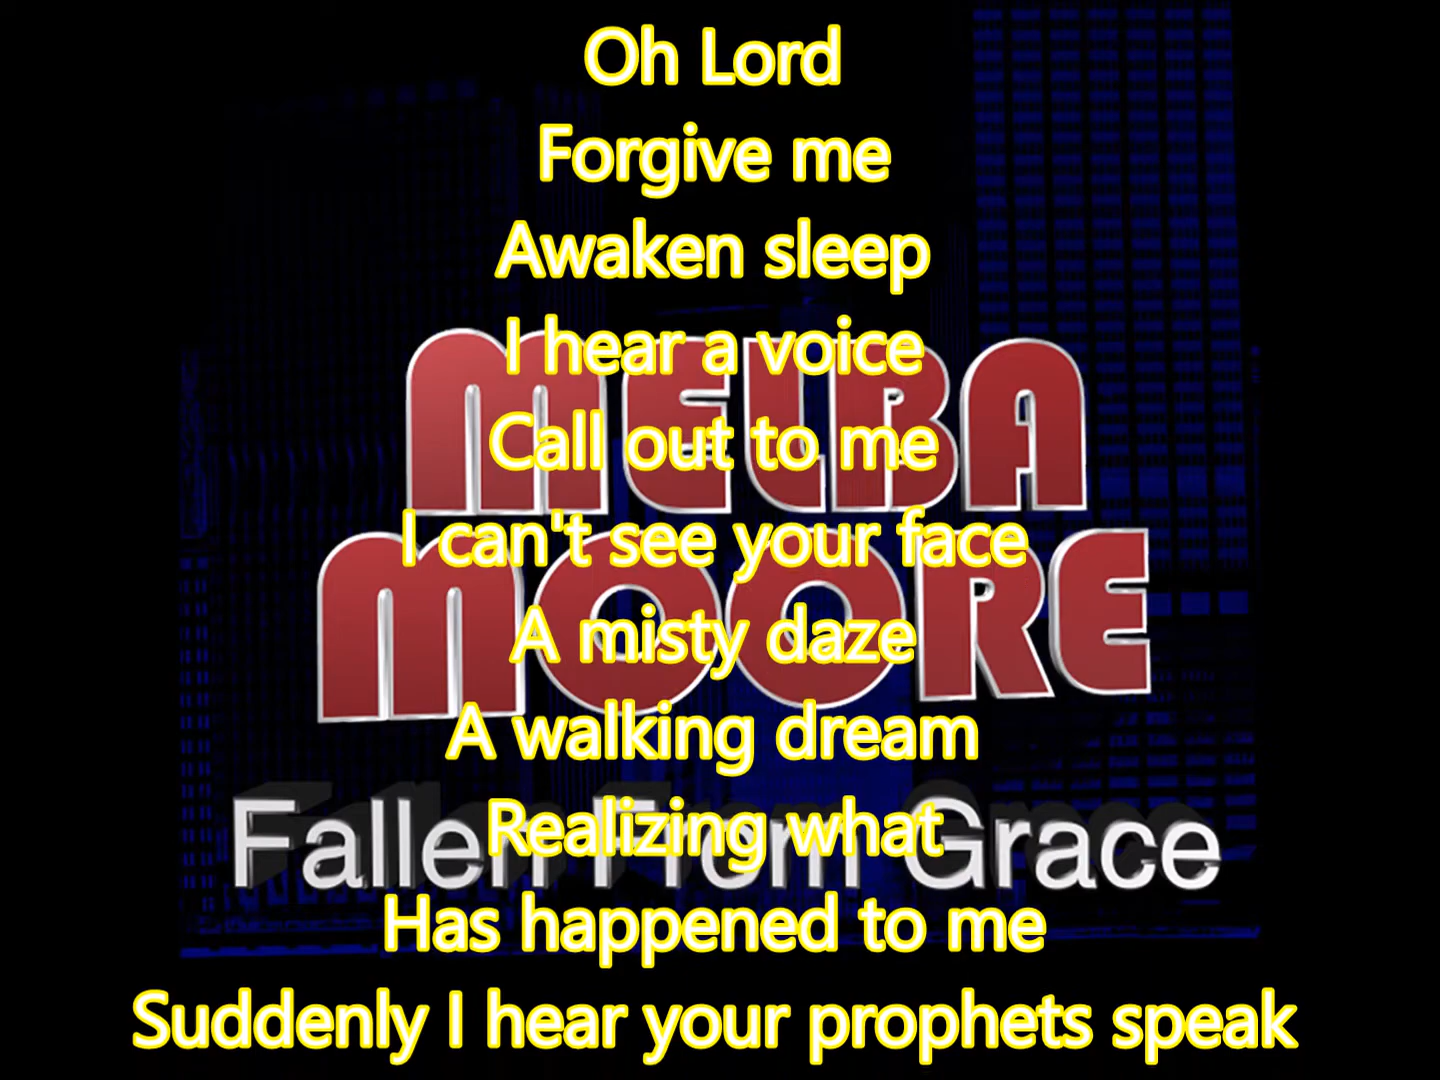 Oh Lord
Forgive me
Awaken sleep
I hear a voice
Call out to me
I can't see your face
A misty daze
A walking dream
Realizing what
Has happened to me
Suddenly I hear your prophets speak
MELBA
MOORE
Fallen From Grace